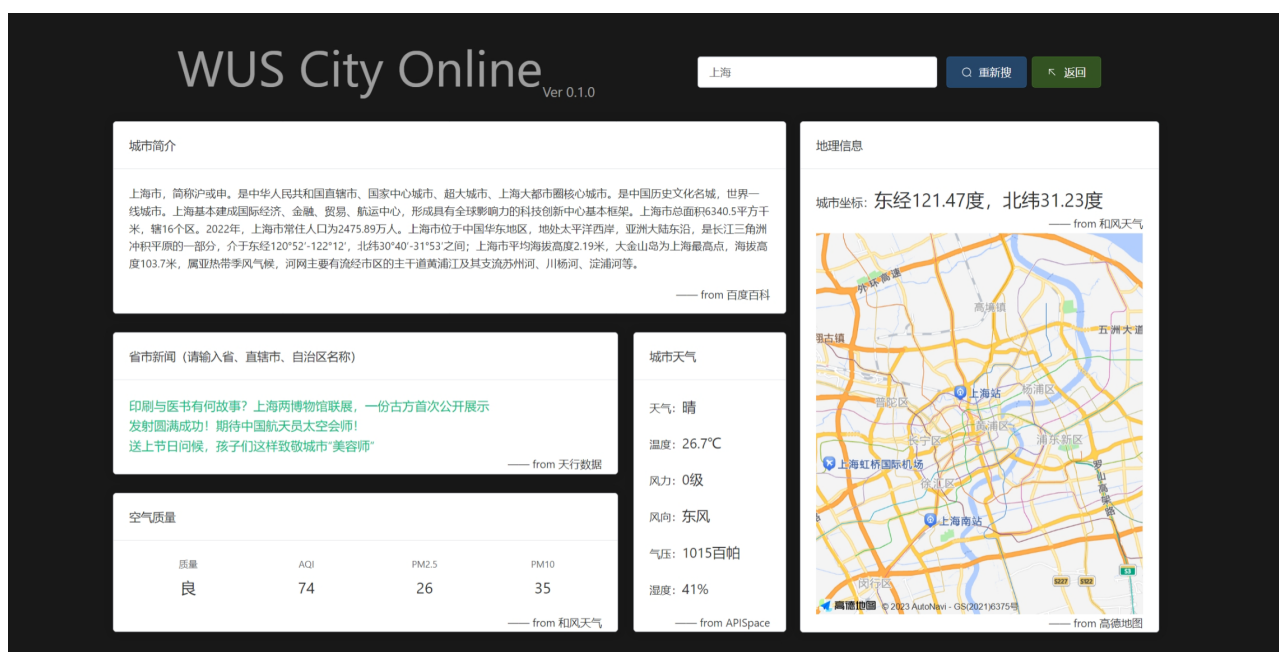 WUS City Online Ver 0.1.0
上海
重新搜
返回
城市简介
上海市，简称沪或申。是中华人民共和国直辖市、国家中心城市、超大城市、上海大都市圈核心城市。是中国历史文化名城，世界一
线城市。上海基本建成国际经济、金融、贸易、航运中心，形成具有全球影响力的科技创新中心基本框架。上海市总面积6340.5平方千
米，辖16个区。2022年，上海市常住人口为2475.89万人。上海市位于中国华东地区，地处太平洋西岸，亚洲大陆东沿，是长江三角洲
冲积平原的一部分，介于东经120°52′-122°12′，北纬30°40′-31°53′之间；上海市平均海拔高度2.19米，大金山岛为上海最高点，海拔高
度103.7米，属亚热带季风气候，河网主要有流经市区的主干道黄浦江及其支流苏州河、川杨河、淀浦河等。
—— from 百度百科
省市新闻（请输入省、直辖市、自治区名称）
印刷与医书有何故事？上海两博物馆联展，一份古方首次公开展示
发射圆满成功！期待中国航天员太空会师！
送上节日问候，孩子们这样致敬城市“美容师”
—— from 天行数据
空气质量
质量 AQI PM2.5 PM10
良 74 26 35
—— from 和风天气
城市天气
天气：晴
温度：26.7℃
风力：0级
风向：东风
气压：1015百帕
湿度：41%
—— from APISpace
地理信息
城市坐标：东经121.47度，北纬31.23度
—— from 和风天气
外环高速
高境镇
五洲大道
翔古镇
上海站
杨浦区
普陀区
黄浦区
长宁区
浦东新区
上海虹桥国际机场
罗山高架路
徐汇区
上海南站
S3
闵行区
S227 S122
高德地图 © 2023 AutoNavi - GS(2021)6375号
—— from 高德地图